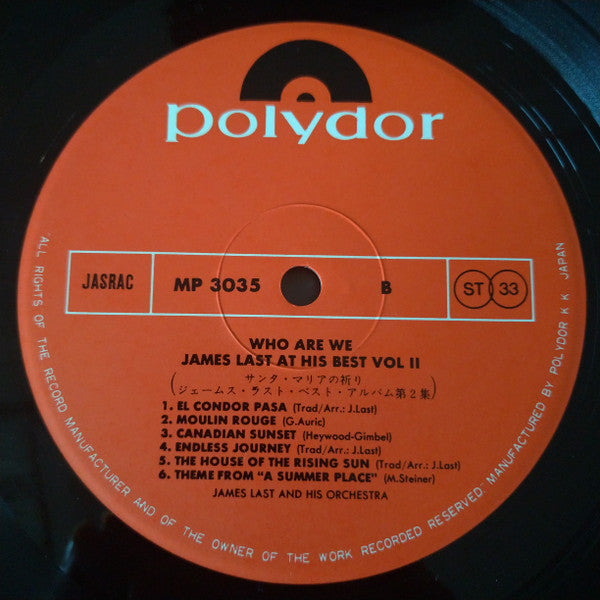 polydor
JASRAC
MP 3035
B
ST 33
WHO ARE WE
JAMES LAST AT HIS BEST VOL II
(サンタ・マリアの祈り
ジェームス・ラスト・ベスト・アルバム第2集)
1. EL CONDOR PASA (Trad/Arr.: J.Last)
2. MOULIN ROUGE (G.Auric)
3. CANADIAN SUNSET (Heywood-Gimbel)
4. ENDLESS JOURNEY (Trad/Arr.: J.Last)
5. THE HOUSE OF THE RISING SUN (Trad/Arr.: J.Last)
6. THEME FROM "A SUMMER PLACE" (M.Steiner)
JAMES LAST AND HIS ORCHESTRA
ALL RIGHTS OF THE RECORD MANUFACTURER AND OF THE OWNER OF THE WORK RECORDED RESERVED. MANUFACTURED BY POLYDOR K K JAPAN